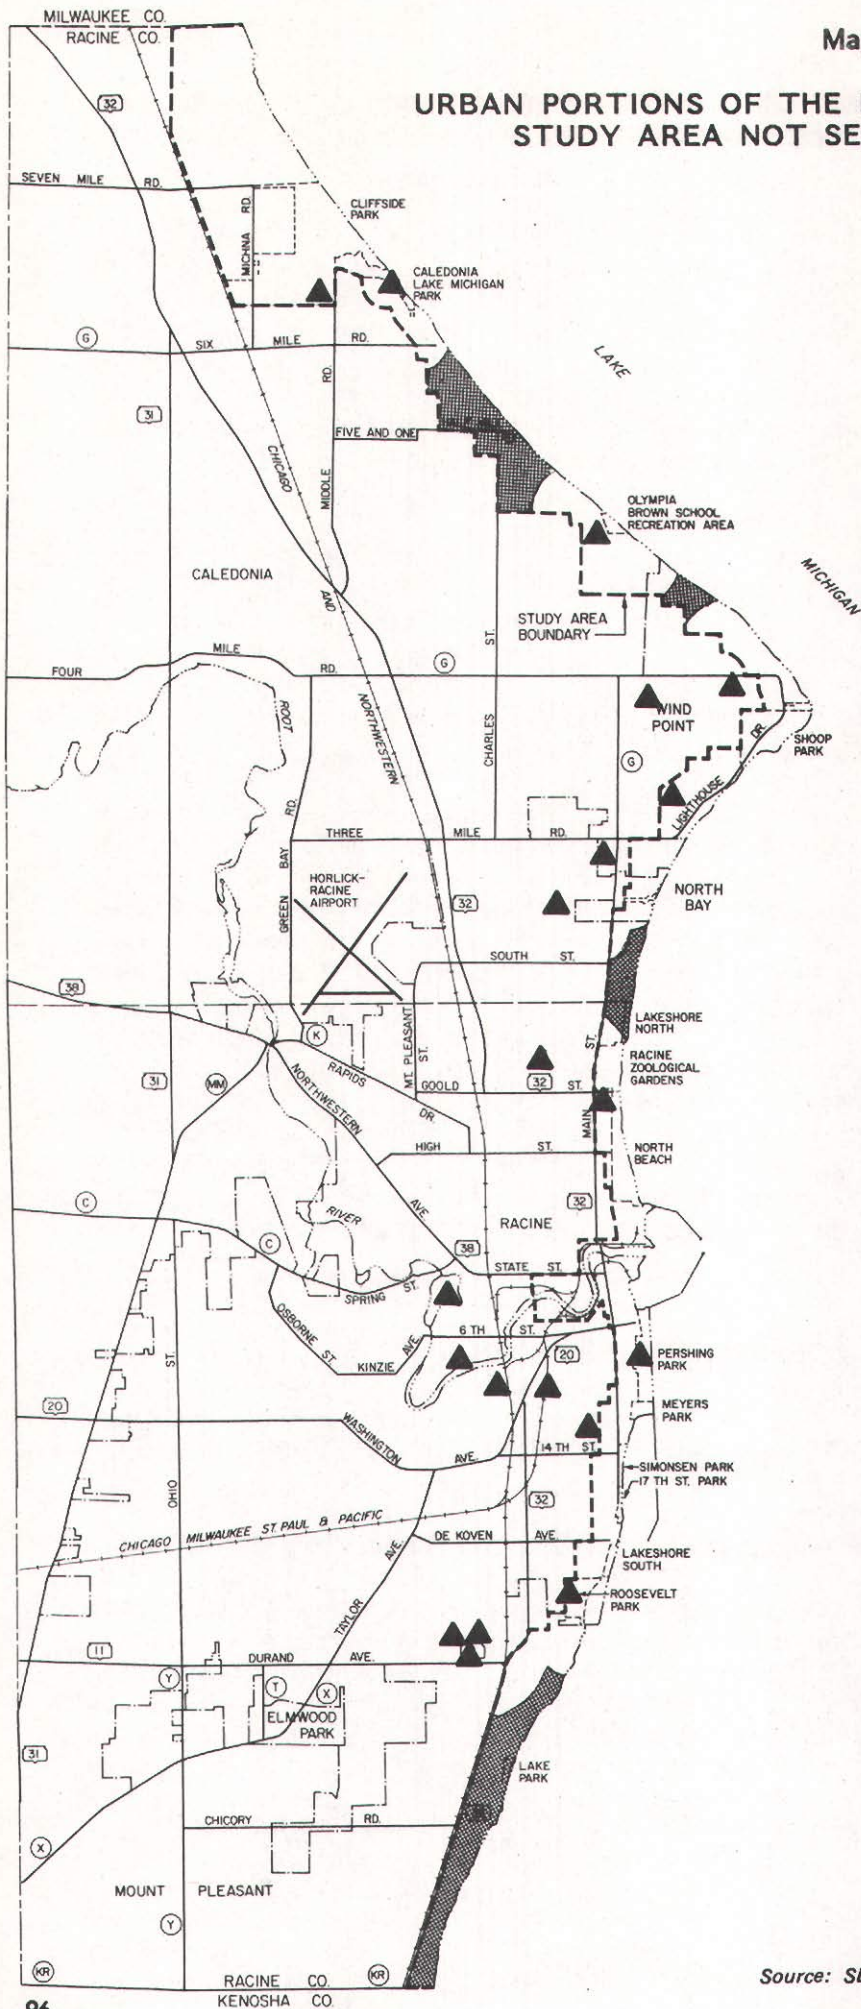 MILWAUKEE CO.
RACINE CO.
Ma
URBAN PORTIONS OF THE
STUDY AREA NOT SE
32
SEVEN MILE RD.
MICHNA RD.
CLIFFSIDE
PARK
CALEDONIA
LAKE MICHIGAN
PARK
G
SIX MILE RD.
LAKE
31
FIVE AND ONE
MIDDLE RD.
CHICAGO AND NORTHWESTERN
OLYMPIA
BROWN SCHOOL
RECREATION AREA
MICHIGAN
CALEDONIA
STUDY AREA
BOUNDARY
FOUR MILE RD.
G
ROOT
CHARLES ST.
WIND
POINT
SHOOP
PARK
G
LIGHTHOUSE DR.
THREE MILE RD.
GREEN BAY RD.
HORLICK-
RACINE
AIRPORT
32
NORTH
BAY
SOUTH ST.
38
LAKESHORE
NORTH
K
MT. PLEASANT ST.
RACINE
ZOOLOGICAL
GARDENS
31
MM
RAPIDS DR.
NORTHWESTERN AVE.
GOOLD ST.
32
MAIN ST.
HIGH ST.
NORTH
BEACH
C
RIVER
32
RACINE
C
38
STATE ST.
SPRING ST.
OSBORNE ST.
6 TH ST.
KINZIE AVE.
20
PERSHING
PARK
ST.
20
MEYERS
PARK
WASHINGTON AVE.
14 TH ST.
SIMONSEN PARK
17 TH ST. PARK
OHIO
32
CHICAGO MILWAUKEE ST. PAUL & PACIFIC
DE KOVEN AVE.
LAKESHORE
SOUTH
TAYLOR AVE.
ROOSEVELT
PARK
11
DURAND AVE.
Y
T
X
ELMWOOD
PARK
31
LAKE
PARK
CHICORY RD.
X
MOUNT PLEASANT
Y
KR
RACINE CO.
KR
KENOSHA CO.
Source: SE
96